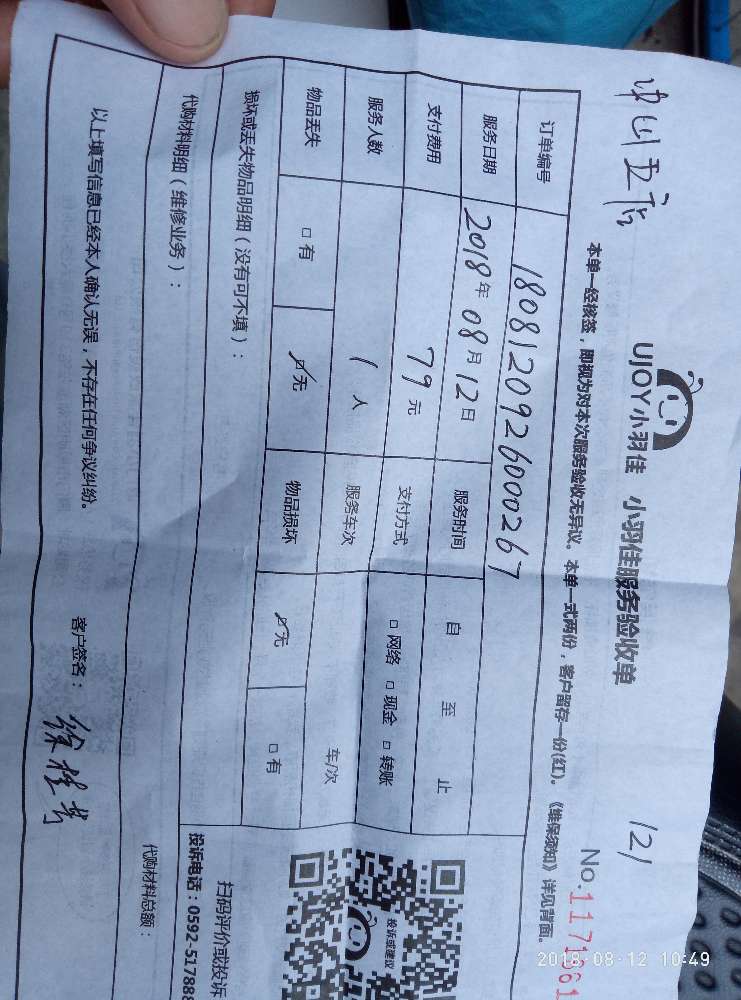 121
UJOY小羽佳 小羽佳服务验收单
No.1171961
本单一经核签，即视为对本次服务验收无异议。本单一式两份，客户留存一份(红)。《维保须知》详见背面。
订单编号 1808120926000267
服务日期 2018年08月12日 服务时间 自 至 止
支付费用 79元 支付方式 □网络 □现金 □转账
服务人数 1人 服务车次 车/次
物品丢失 □有 ☑无 物品损坏 ☑无 □有
损坏或丢失物品明细（没有可不填）：
代购材料明细（维修业务）：
代购材料总额：
以上填写信息已经本人确认无误，不存在任何争议纠纷。 客户签名：
投诉或建议
扫码评价或投诉
投诉电话：0592-517888
2018-08-12 10:49